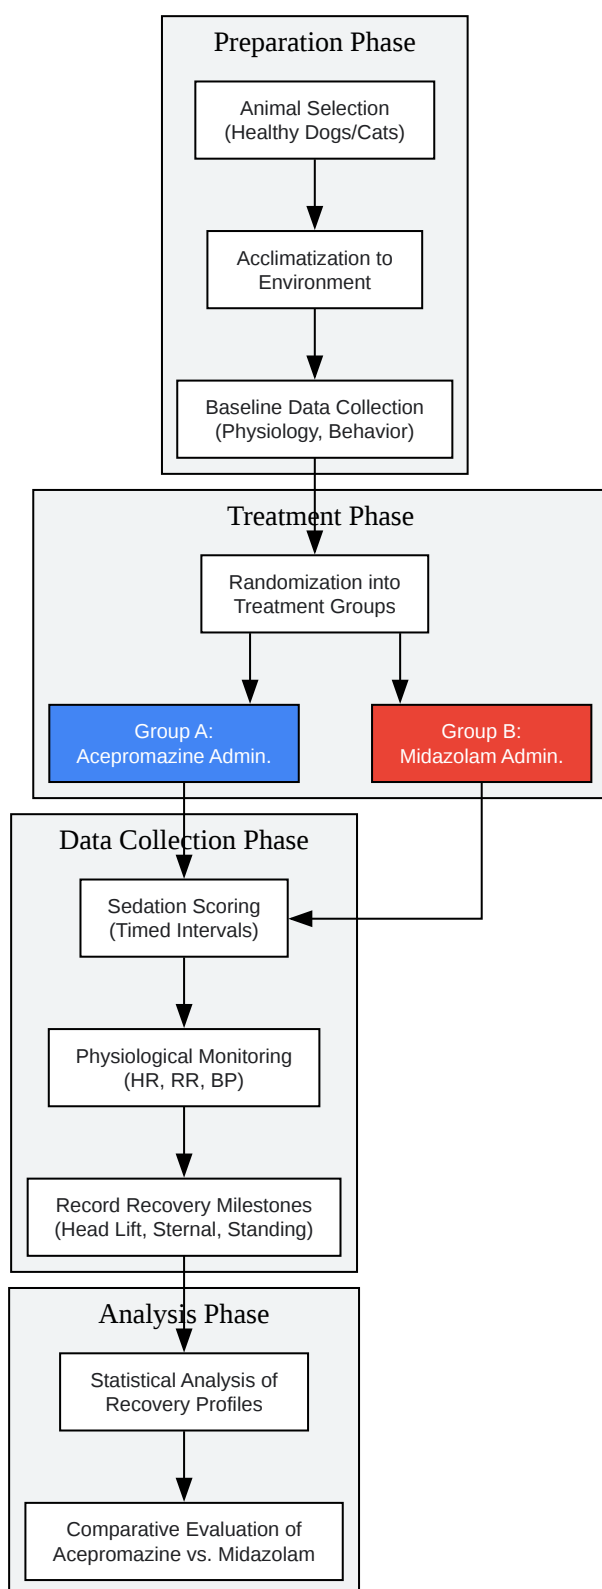 Preparation Phase
Animal Selection
(Healthy Dogs/Cats)
Acclimatization to
Environment
Baseline Data Collection
(Physiology, Behavior)
Treatment Phase
Randomization into
Treatment Groups
Group A:
Acepromazine Admin.
Group B:
Midazolam Admin.
Data Collection Phase
Sedation Scoring
(Timed Intervals)
Physiological Monitoring
(HR, RR, BP)
Record Recovery Milestones
(Head Lift, Sternal, Standing)
Analysis Phase
Statistical Analysis of
Recovery Profiles
Comparative Evaluation of
Acepromazine vs. Midazolam